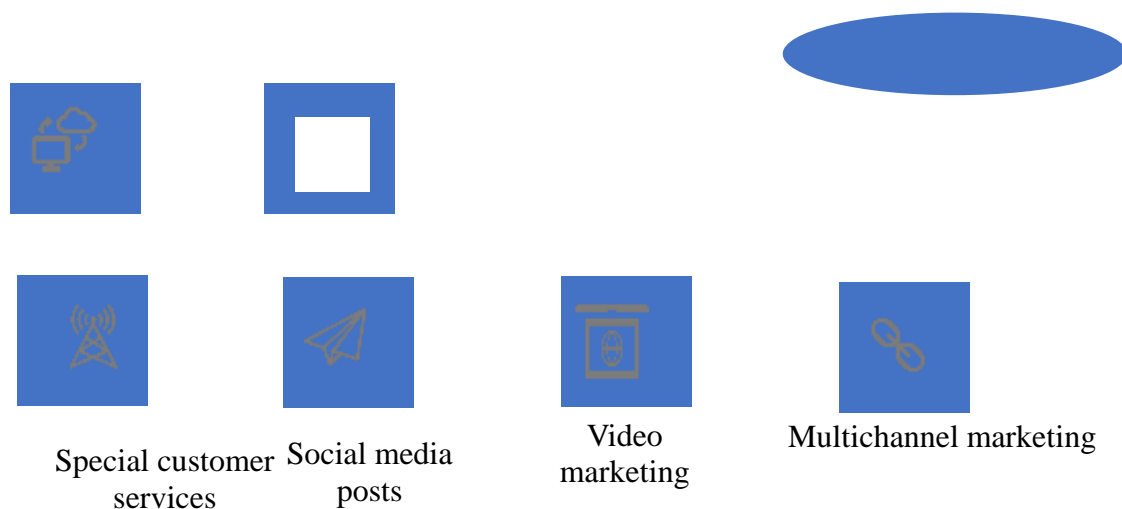 Special customer
services
Social media
posts
Video
marketing
Multichannel marketing